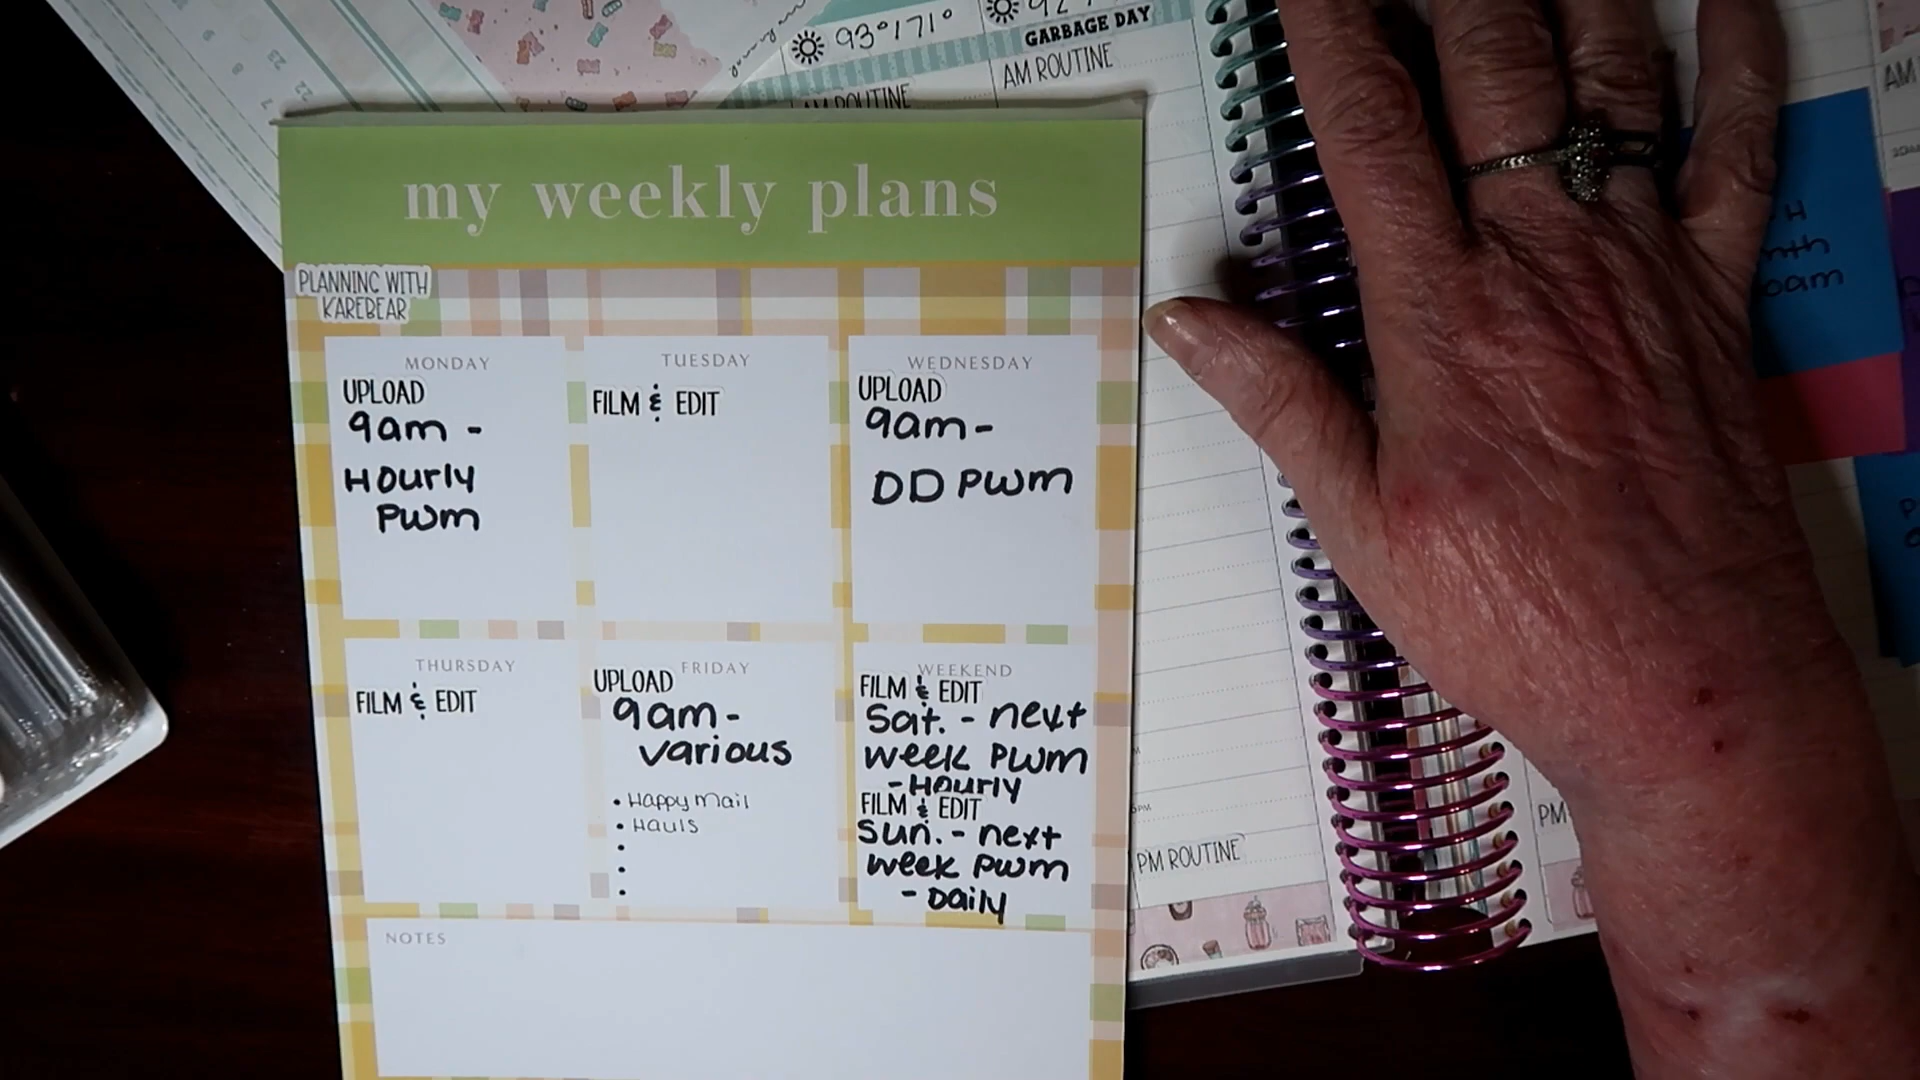 93°/71°
GARBAGE DAY
AM ROUTINE
AM ROUTINE
my weekly plans
PLANNING WITH
KAREBEAR
MONDAY
UPLOAD
9am -
Hourly
PWM
TUESDAY
FILM & EDIT
WEDNESDAY
UPLOAD
9am-
DD PWM
THURSDAY
FILM & EDIT
FRIDAY
UPLOAD
9am-
various
• Happy Mail
• Hauls
•
•
•
WEEKEND
FILM & EDIT
Sat. - next
week PWM
- Hourly
FILM & EDIT
Sun. - next
week PWM
- Daily
NOTES
PM ROUTINE
PM
AM